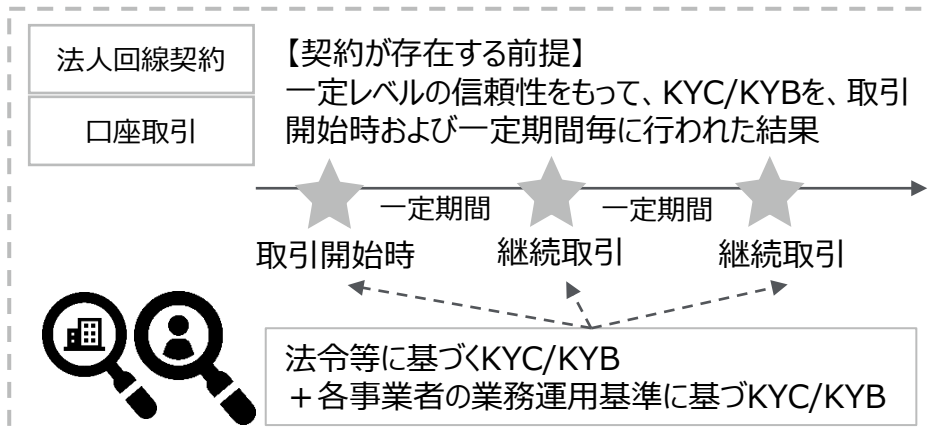 法人回線契約
口座取引
【契約が存在する前提】
一定レベルの信頼性をもって、KYC/KYBを、取引
開始時および一定期間毎に行われた結果
一定期間
一定期間
取引開始時
継続取引
継続取引
法令等に基づくKYC/KYB
＋各事業者の業務運用基準に基づKYC/KYB